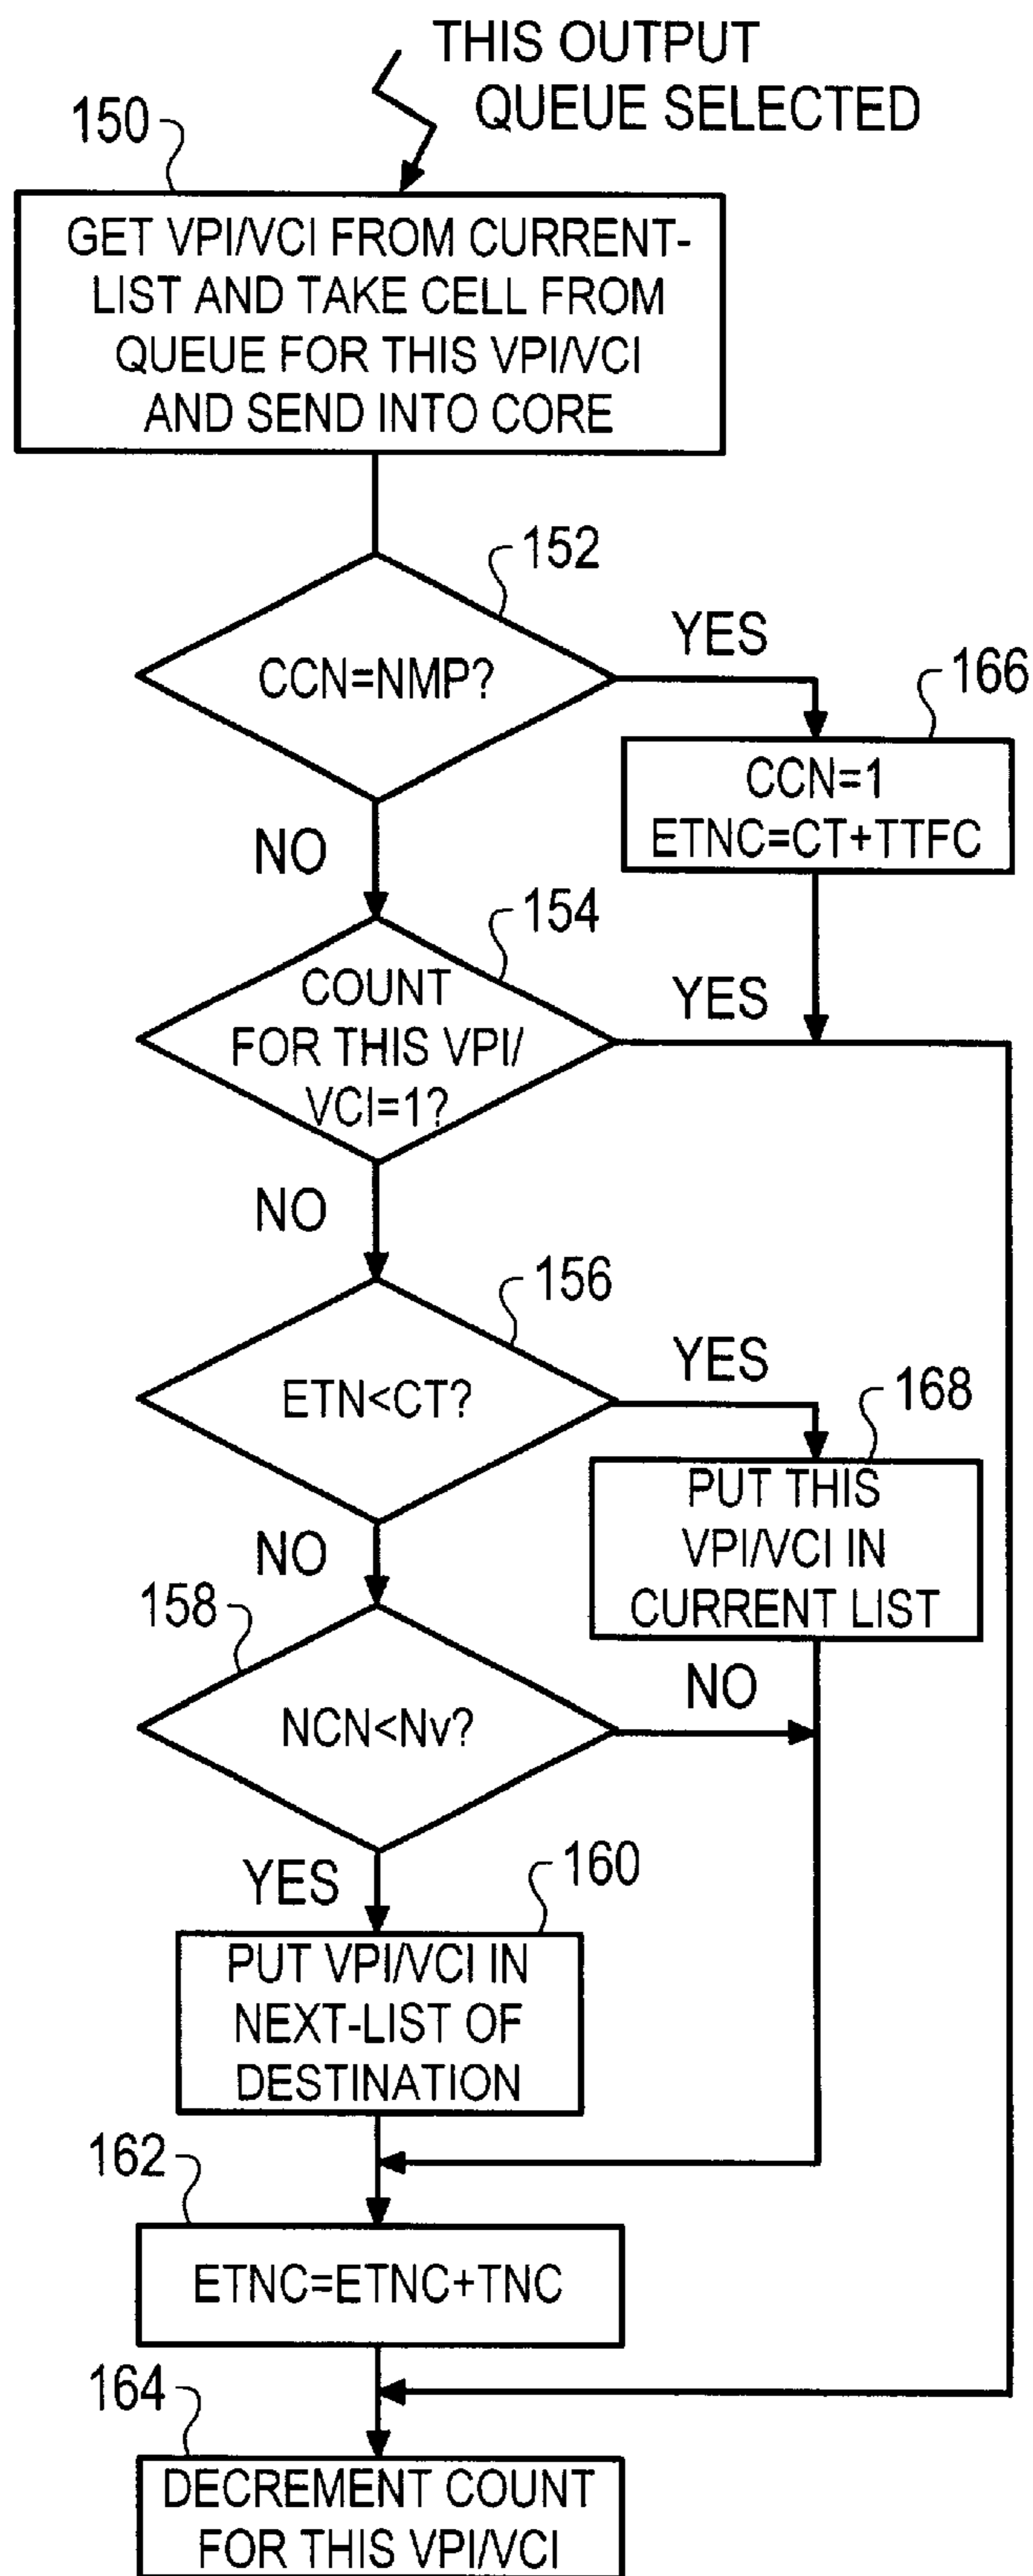 THIS OUTPUT
QUEUE SELECTED
150
GET VPI/VCI FROM CURRENT-
LIST AND TAKE CELL FROM
QUEUE FOR THIS VPI/VCI
AND SEND INTO CORE
152
CCN=NMP?
YES
166
CCN=1
ETNC=CT+TTFC
NO
154
COUNT
FOR THIS VPI/
VCI=1?
YES
NO
156
ETN<CT?
YES
168
PUT THIS
VPI/VCI IN
CURRENT LIST
NO
158
NCN<Nv?
NO
YES
160
PUT VPI/VCI IN
NEXT-LIST OF
DESTINATION
162
ETNC=ETNC+TNC
164
DECREMENT COUNT
FOR THIS VPI/VCI